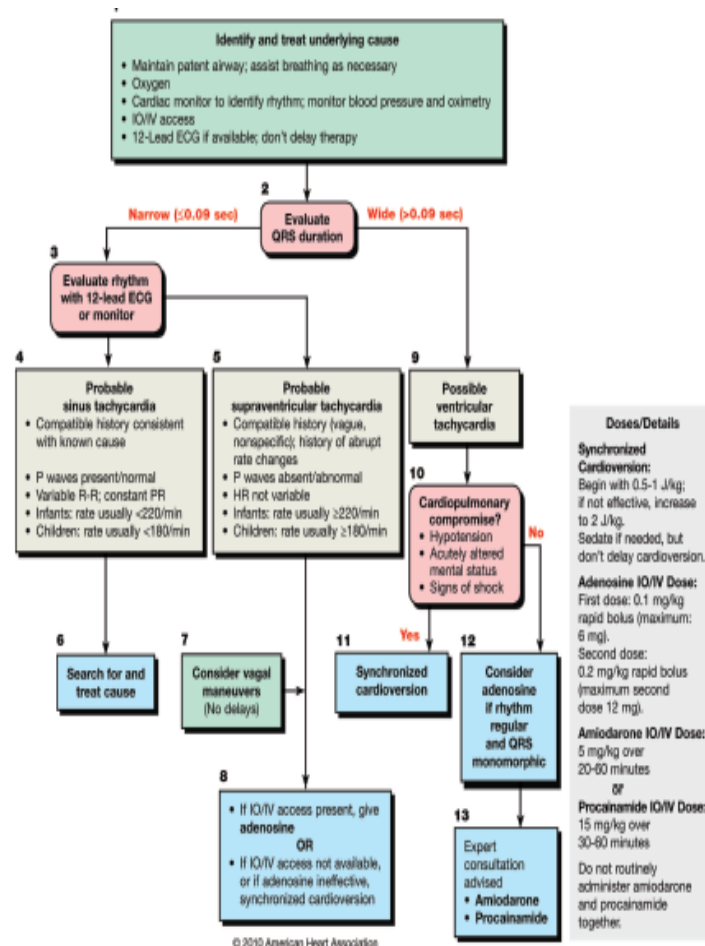 Identify and treat underlying cause
• Maintain patent airway; assist breathing as necessary
• Oxygen
• Cardiac monitor to identify rhythm; monitor blood pressure and oximetry
• IO/IV access
• 12-Lead ECG if available; don't delay therapy
2
Narrow (≤0.09 sec)
Evaluate
QRS duration
Wide (>0.09 sec)
3
Evaluate rhythm
with 12-lead ECG
or monitor
4
Probable
sinus tachycardia
• Compatible history consistent
with known cause
• P waves present/normal
• Variable R-R; constant PR
• Infants: rate usually <220/min
• Children: rate usually <180/min
5
Probable
supraventricular tachycardia
• Compatible history (vague,
nonspecific); history of abrupt
rate changes
• P waves absent/abnormal
• HR not variable
• Infants: rate usually ≥220/min
• Children: rate usually ≥180/min
9
Possible
ventricular
tachycardia
10
Cardiopulmonary
compromise?
• Hypotension
• Acutely altered
mental status
• Signs of shock
No
Yes
6
Search for and
treat cause
7
Consider vagal
maneuvers
(No delays)
11
Synchronized
cardioversion
12
Consider
adenosine
if rhythm
regular
and QRS
monomorphic
8
• If IO/IV access present, give
adenosine
OR
• If IO/IV access not available,
or if adenosine ineffective,
synchronized cardioversion
13
Expert
consultation
advised
• Amiodarone
• Procainamide
Doses/Details
Synchronized
Cardioversion:
Begin with 0.5-1 J/kg;
if not effective, increase
to 2 J/kg.
Sedate if needed, but
don't delay cardioversion.
Adenosine IO/IV Dose:
First dose: 0.1 mg/kg
rapid bolus (maximum:
6 mg).
Second dose:
0.2 mg/kg rapid bolus
(maximum second
dose 12 mg).
Amiodarone IO/IV Dose:
5 mg/kg over
20-60 minutes
or
Procainamide IO/IV Dose:
15 mg/kg over
30-60 minutes
Do not routinely
administer amiodarone
and procainamide
together.
© 2010 American Heart Association